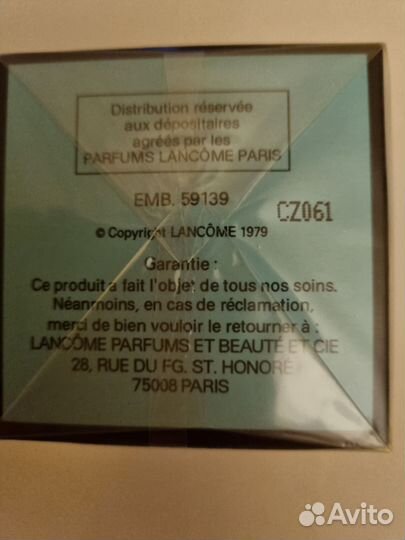 Distribution réservée
aux dépositaires
agréés par les
PARFUMS LANCÔME PARIS
EMB. 59139
CZ061
© Copyright LANCÔME 1979
Garantie :
Ce produit a fait l'objet de tous nos soins.
Néanmoins, en cas de réclamation,
merci de bien vouloir le retourner à :
LANCÔME PARFUMS ET BEAUTÉ ET CIE
28, RUE DU FG. ST. HONORÉ
75008 PARIS
Avito